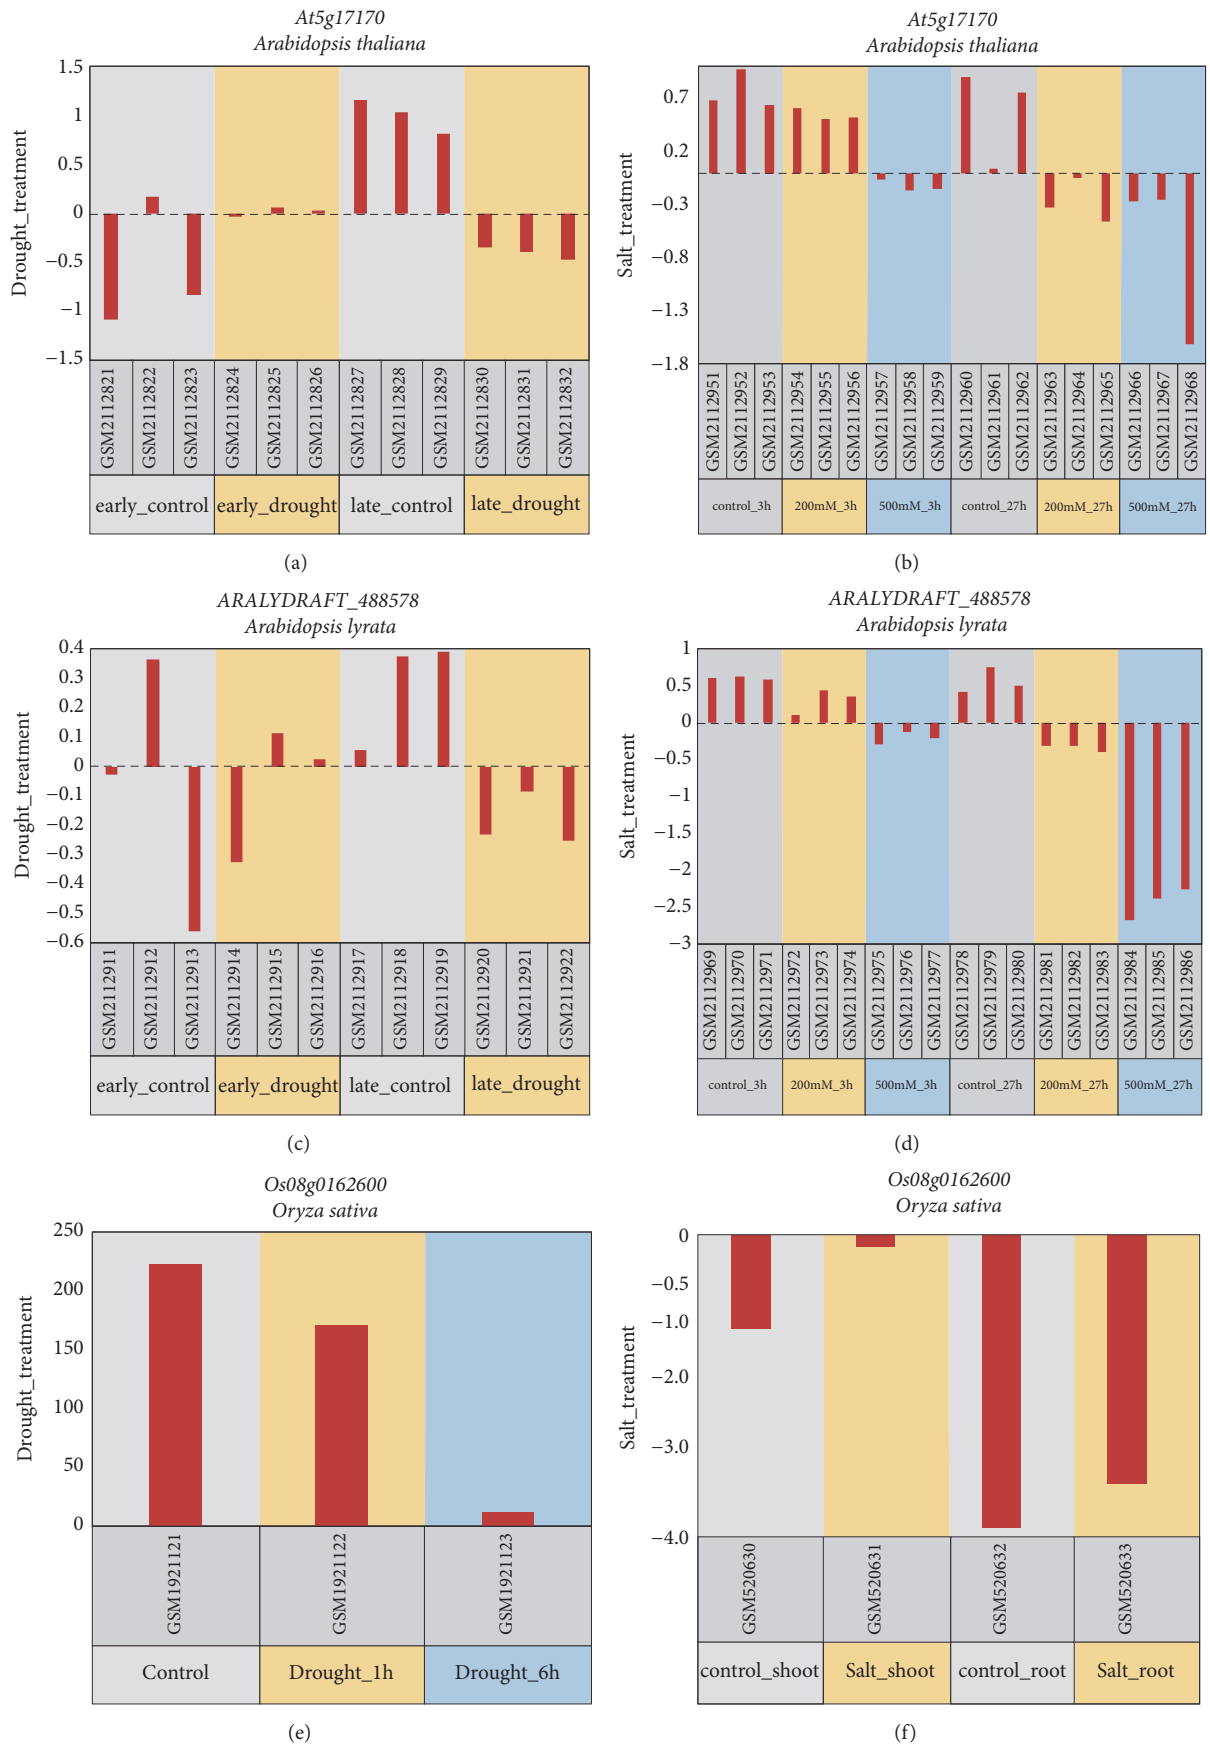 At5g17170
Arabidopsis thaliana
Drought_treatment
1.5
1
0.5
0
−0.5
−1
−1.5
GSM2112821
GSM2112822
GSM2112823
GSM2112824
GSM2112825
GSM2112826
GSM2112827
GSM2112828
GSM2112829
GSM2112830
GSM2112831
GSM2112832
early_control
early_drought
late_control
late_drought
(a)
At5g17170
Arabidopsis thaliana
Salt_treatment
0.7
0.2
−0.3
−0.8
−1.3
−1.8
GSM2112951
GSM2112952
GSM2112953
GSM2112954
GSM2112955
GSM2112956
GSM2112957
GSM2112958
GSM2112959
GSM2112960
GSM2112961
GSM2112962
GSM2112963
GSM2112964
GSM2112965
GSM2112966
GSM2112967
GSM2112968
control_3h
200mM_3h
500mM_3h
control_27h
200mM_27h
500mM_27h
(b)
ARALYDRAFT_488578
Arabidopsis lyrata
Drought_treatment
0.4
0.3
0.2
0.1
0
−0.1
−0.2
−0.3
−0.4
−0.5
−0.6
GSM2112911
GSM2112912
GSM2112913
GSM2112914
GSM2112915
GSM2112916
GSM2112917
GSM2112918
GSM2112919
GSM2112920
GSM2112921
GSM2112922
early_control
early_drought
late_control
late_drought
(c)
ARALYDRAFT_488578
Arabidopsis lyrata
Salt_treatment
1
0.5
0
−0.5
−1
−1.5
−2
−2.5
−3
GSM2112969
GSM2112970
GSM2112971
GSM2112972
GSM2112973
GSM2112974
GSM2112975
GSM2112976
GSM2112977
GSM2112978
GSM2112979
GSM2112980
GSM2112981
GSM2112982
GSM2112983
GSM2112984
GSM2112985
GSM2112986
control_3h
200mM_3h
500mM_3h
control_27h
200mM_27h
500mM_27h
(d)
Os08g0162600
Oryza sativa
Drought_treatment
250
200
150
100
50
0
GSM1921121
GSM1921122
GSM1921123
Control
Drought_1h
Drought_6h
(e)
Os08g0162600
Oryza sativa
Salt_treatment
0
−0.5
−1.0
−2.0
−3.0
−4.0
GSM520630
GSM520631
GSM520632
GSM520633
control_shoot
Salt_shoot
control_root
Salt_root
(f)